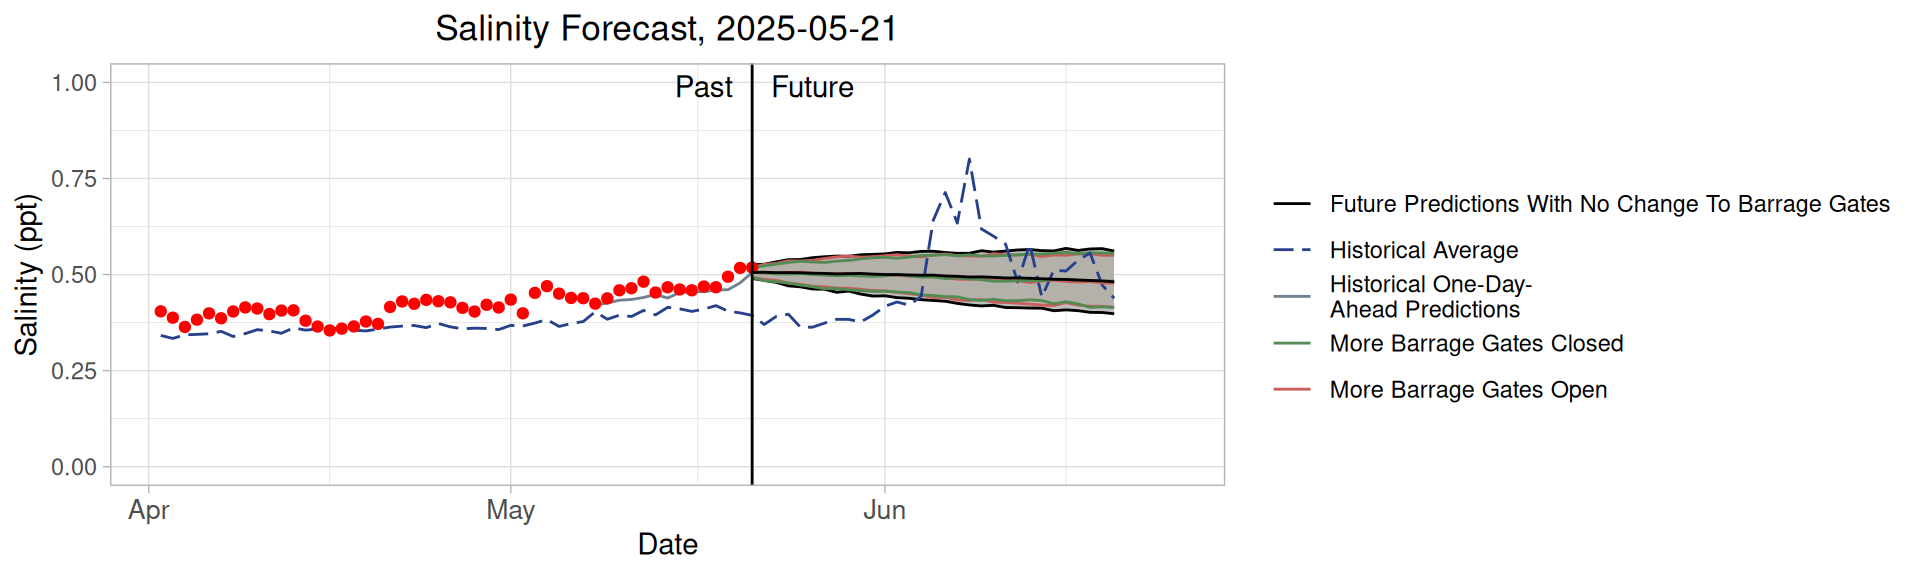 Salinity Forecast, 2025-05-21
Past
Future
1.00
0.75
0.50
0.25
0.00
Salinity (ppt)
Apr
May
Jun
Date
Future Predictions With No Change To Barrage Gates
Historical Average
Historical One-Day-
Ahead Predictions
More Barrage Gates Closed
More Barrage Gates Open